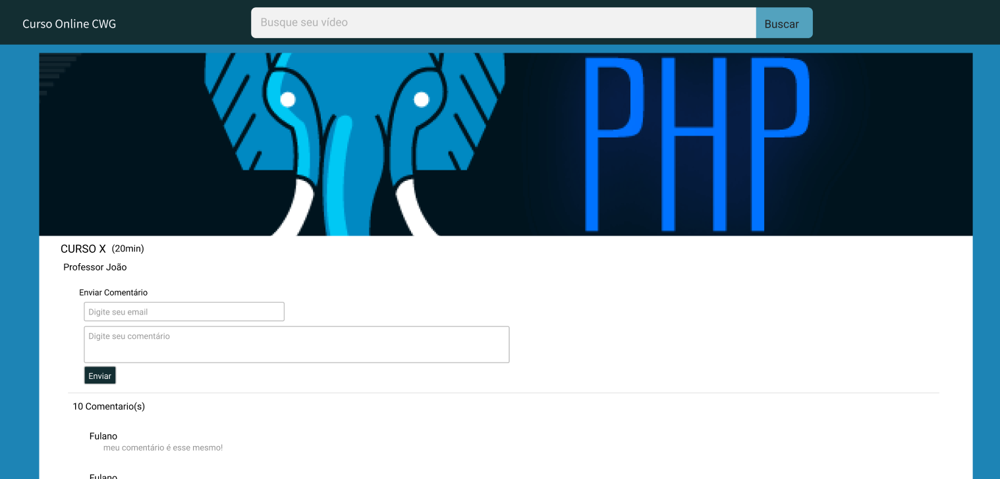 Curso Online CWG
Busque seu vídeo
Buscar
PHP
CURSO X (20min)
Professor João
Enviar Comentário
Digite seu email
Digite seu comentário
Enviar
10 Comentario(s)
Fulano
meu comentário é esse mesmo!
Fulano